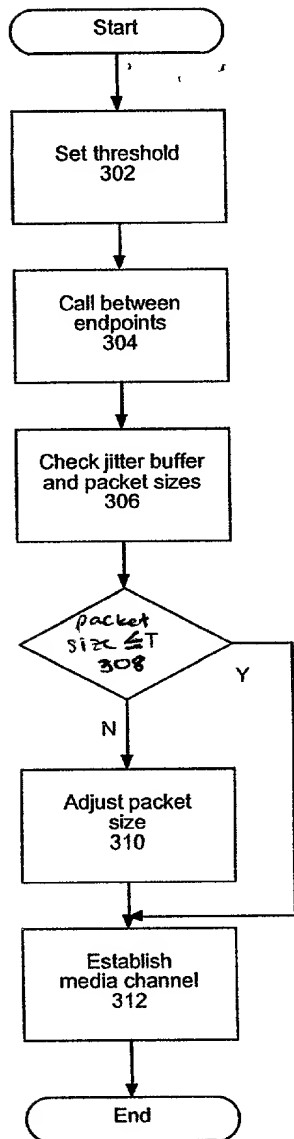 Start
Set threshold
302
Call between
endpoints
304
Check jitter buffer
and packet sizes
306
packet
size ≤T
308
Y
N
Adjust packet
size
310
Establish
media channel
312
End